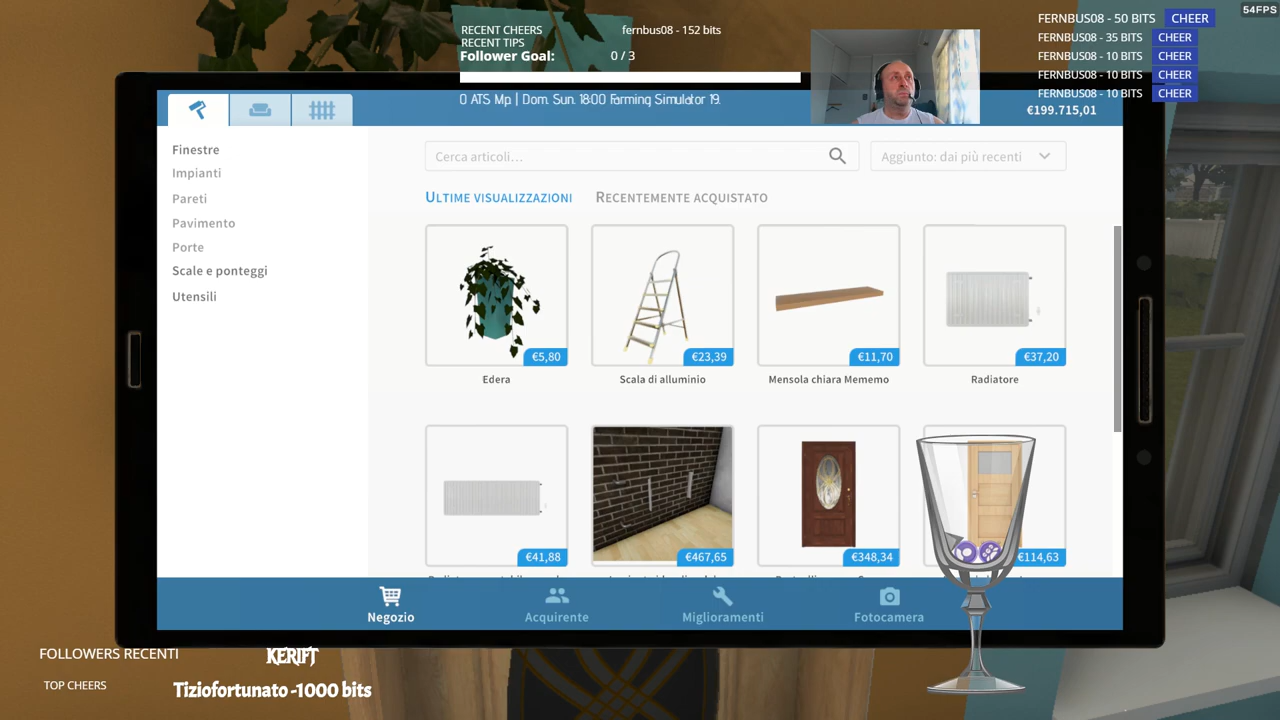 54FPS
RECENT CHEERS fernbus08 - 152 bits
RECENT TIPS
Follower Goal: 0 / 3
FERNBUS08 - 50 BITS CHEER
FERNBUS08 - 35 BITS CHEER
FERNBUS08 - 10 BITS CHEER
FERNBUS08 - 10 BITS CHEER
FERNBUS08 - 10 BITS CHEER
0 ATS Mp | Dom. Sun. 18:00 Farming Simulator 19.
€199.715,01
Finestre
Impianti
Pareti
Pavimento
Porte
Scale e ponteggi
Utensili
Cerca articoli...
Aggiunto: dai più recenti
ULTIME VISUALIZZAZIONI RECENTEMENTE ACQUISTATO
€5,80 €23,39 €11,70 €37,20
Edera Scala di alluminio Mensola chiara Mememo Radiatore
€41,88 €467,65 €348,34 €114,63
Negozio Acquirente Miglioramenti Fotocamera
FOLLOWERS RECENTI KERIFT
TOP CHEERS Tiziofortunato -1000 bits